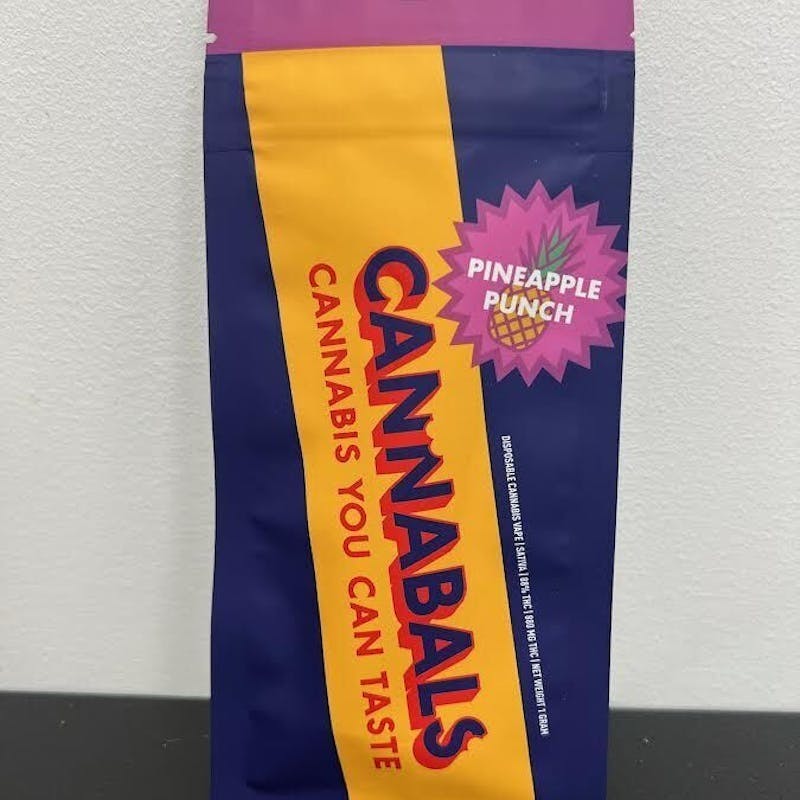 PINEAPPLE
PUNCH
CANNABALS
CANNABIS YOU CAN TASTE
DISPOSABLE CANNABIS VAPE | SATIVA | 88% THC | 880 MG THC | NET WEIGHT 1 GRAM